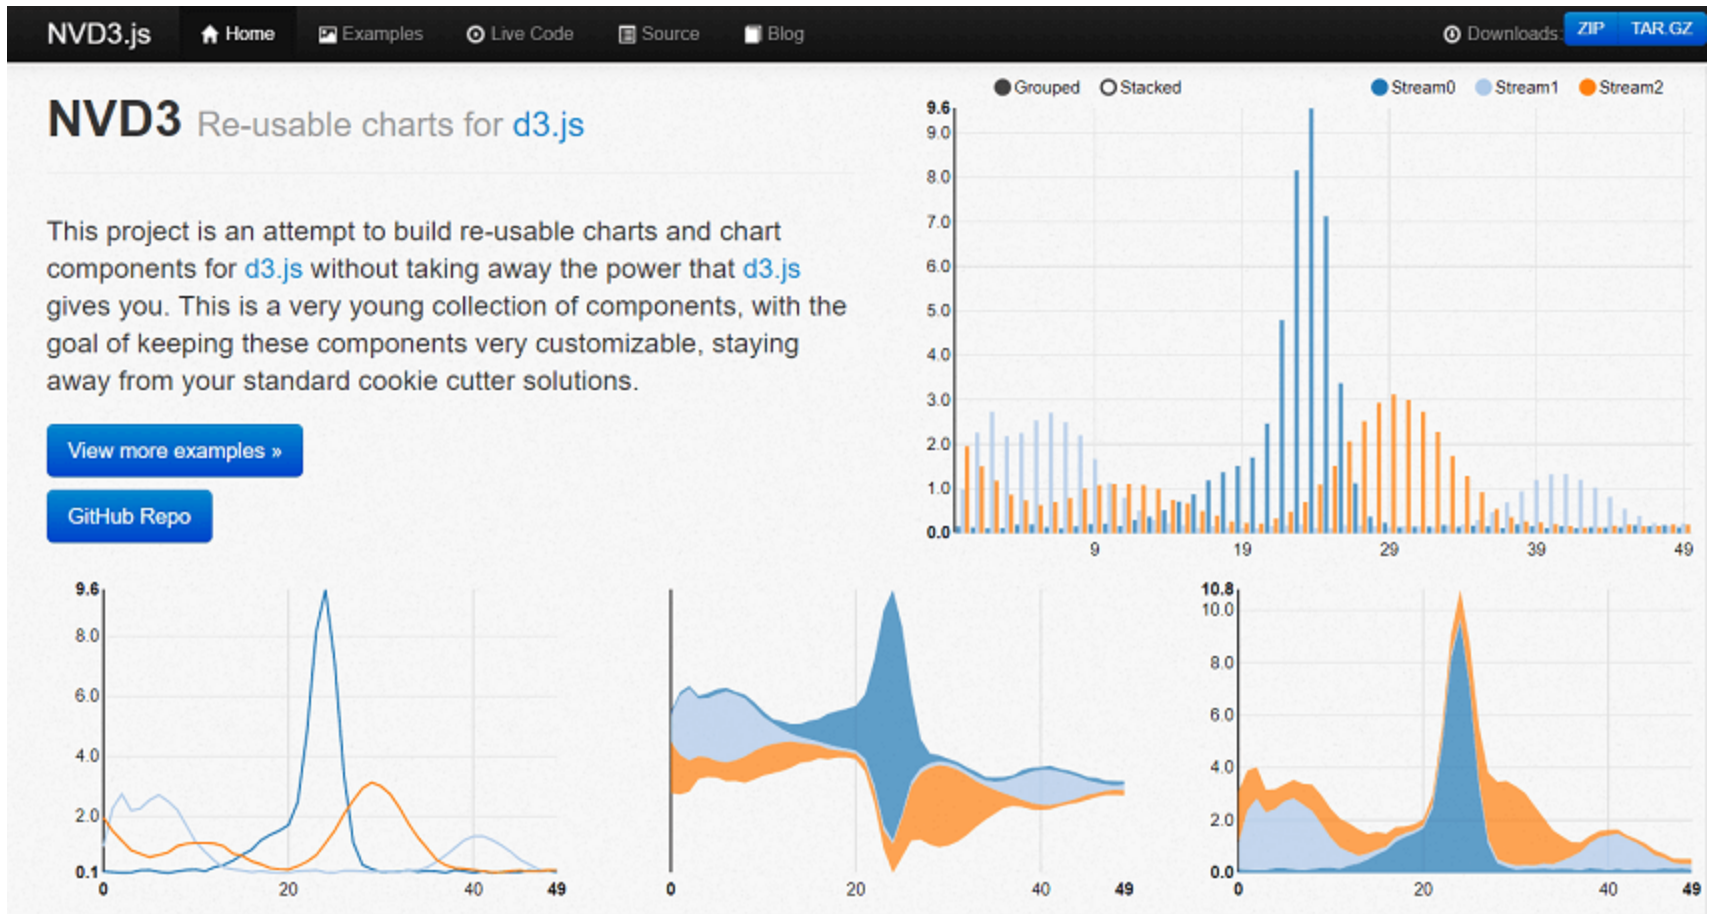 NVD3.js Home Examples Live Code Source Blog Downloads: ZIP TAR.GZ
NVD3 Re-usable charts for d3.js
This project is an attempt to build re-usable charts and chart
components for d3.js without taking away the power that d3.js
gives you. This is a very young collection of components, with the
goal of keeping these components very customizable, staying
away from your standard cookie cutter solutions.
View more examples »
GitHub Repo
Grouped Stacked Stream0 Stream1 Stream2
9.6
9.0
8.0
7.0
6.0
5.0
4.0
3.0
2.0
1.0
0.0
9 19 29 39 49
9.6
8.0
6.0
4.0
2.0
0.1
0 20 40 49
0 20 40 49
10.8
10.0
8.0
6.0
4.0
2.0
0.0
0 20 40 49